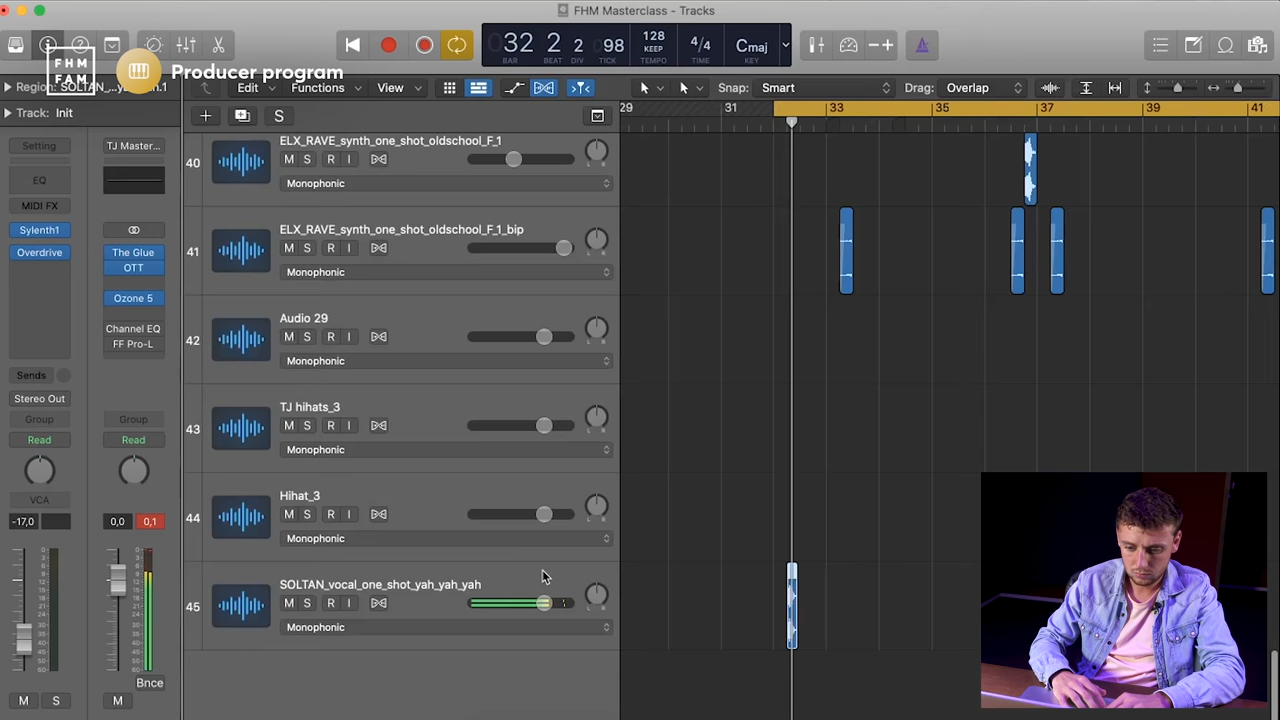 FHM Masterclass - Tracks
FHM
FAM
Producer program
32 2 2 098
BAR BEAT DIV TICK
128
KEEP
TEMPO
4/4
TIME
Cmaj
KEY
Region: SOLTAN_
Track: Init
Edit
Functions
View
Snap: Smart
Drag: Overlap
S
29 31 33 35 37 39 41
Setting
TJ Master...
EQ
MIDI FX
Sylenth1
Overdrive
The Glue
OTT
Ozone 5
Channel EQ
FF Pro-L
Sends
Stereo Out
Group
Group
Read
Read
VCA
-17,0
0,0
0,1
Bnce
M S
M
40
ELX_RAVE_synth_one_shot_oldschool_F_1
M S R I
L R
Monophonic
41
ELX_RAVE_synth_one_shot_oldschool_F_1_bip
M S R I
L R
Monophonic
42
Audio 29
M S R I
L R
Monophonic
43
TJ hihats_3
M S R I
L R
Monophonic
44
Hihat_3
M S R I
L R
Monophonic
45
SOLTAN_vocal_one_shot_yah_yah_yah
M S R I
L R
Monophonic